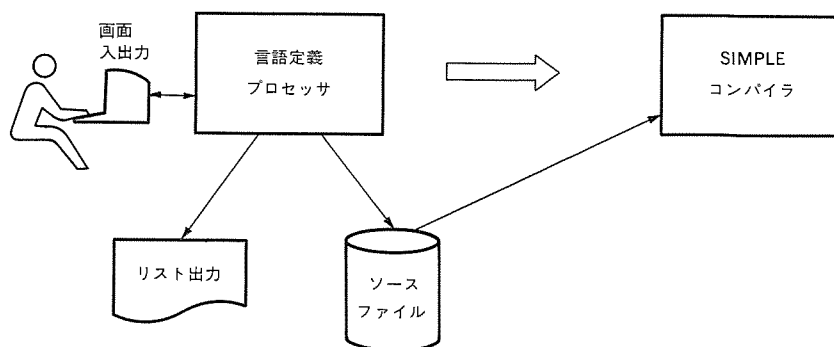 画面
入出力
言語定義
プロセッサ
SIMPLE
コンパイラ
リスト出力
ソース
ファイル